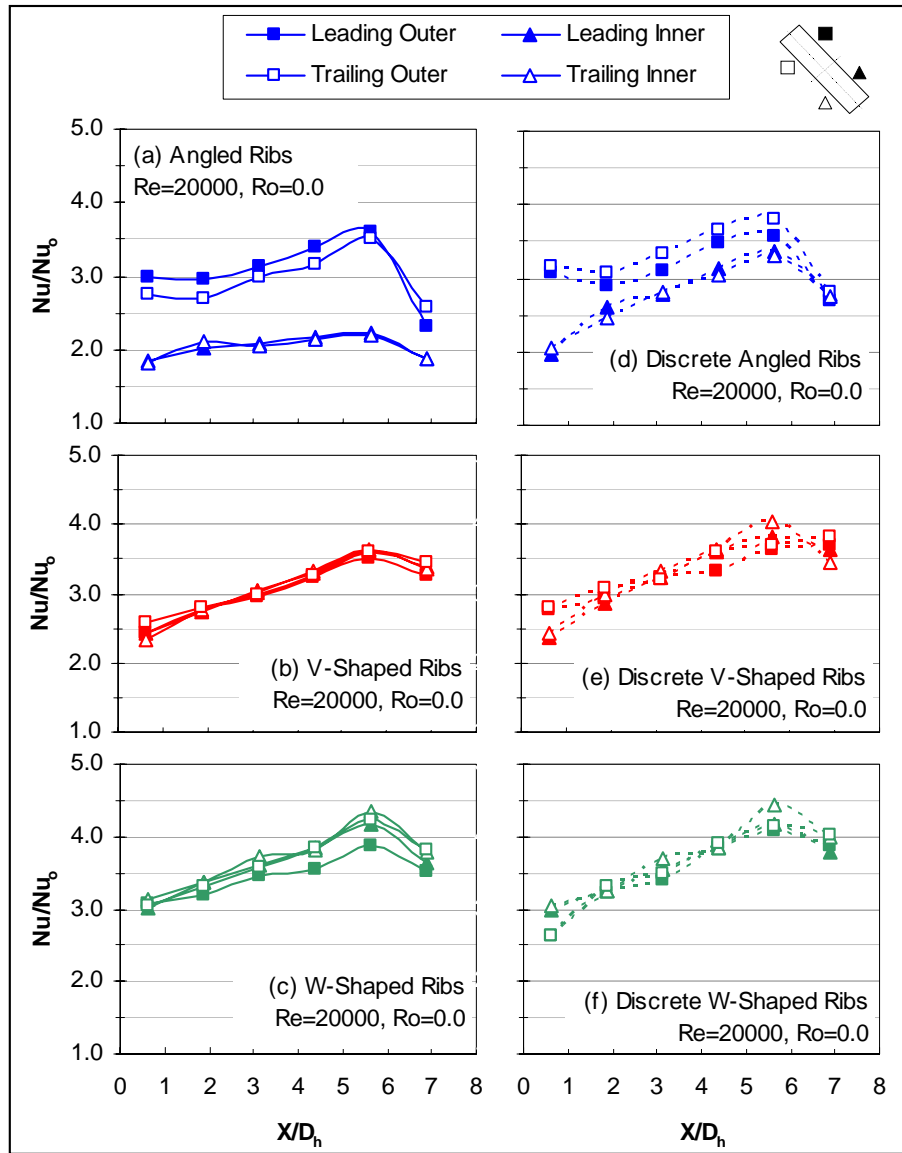 Leading Outer
Leading Inner
Trailing Outer
Trailing Inner
5.0
4.0
3.0
2.0
1.0
Nu/Nuo
(a) Angled Ribs
Re=20000, Ro=0.0
(d) Discrete Angled Ribs
Re=20000, Ro=0.0
5.0
4.0
3.0
2.0
1.0
Nu/Nuo
(b) V-Shaped Ribs
Re=20000, Ro=0.0
(e) Discrete V-Shaped Ribs
Re=20000, Ro=0.0
5.0
4.0
3.0
2.0
1.0
Nu/Nuo
(c) W-Shaped Ribs
Re=20000, Ro=0.0
(f) Discrete W-Shaped Ribs
Re=20000, Ro=0.0
0 1 2 3 4 5 6 7 8
0 1 2 3 4 5 6 7 8
X/Dh
X/Dh